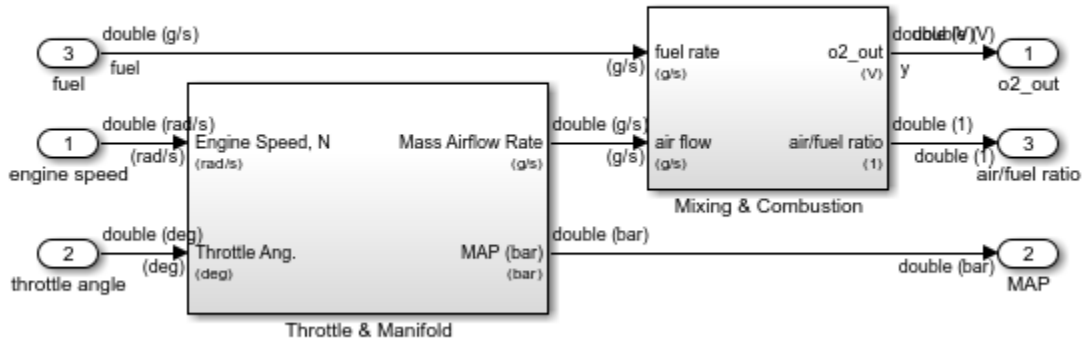 double (g/s)
3
fuel
fuel
(g/s)
fuel rate
(g/s)
o2_out
(V)
double (V)
y
1
o2_out
double (rad/s)
1
(rad/s)
engine speed
Engine Speed, N
(rad/s)
Mass Airflow Rate
(g/s)
double (g/s)
(g/s)
air flow
(g/s)
air/fuel ratio
(1)
double (1)
double (1)
3
air/fuel ratio
Mixing & Combustion
double (deg)
2
(deg)
throttle angle
Throttle Ang.
(deg)
MAP (bar)
(bar)
double (bar)
double (bar)
2
MAP
Throttle & Manifold